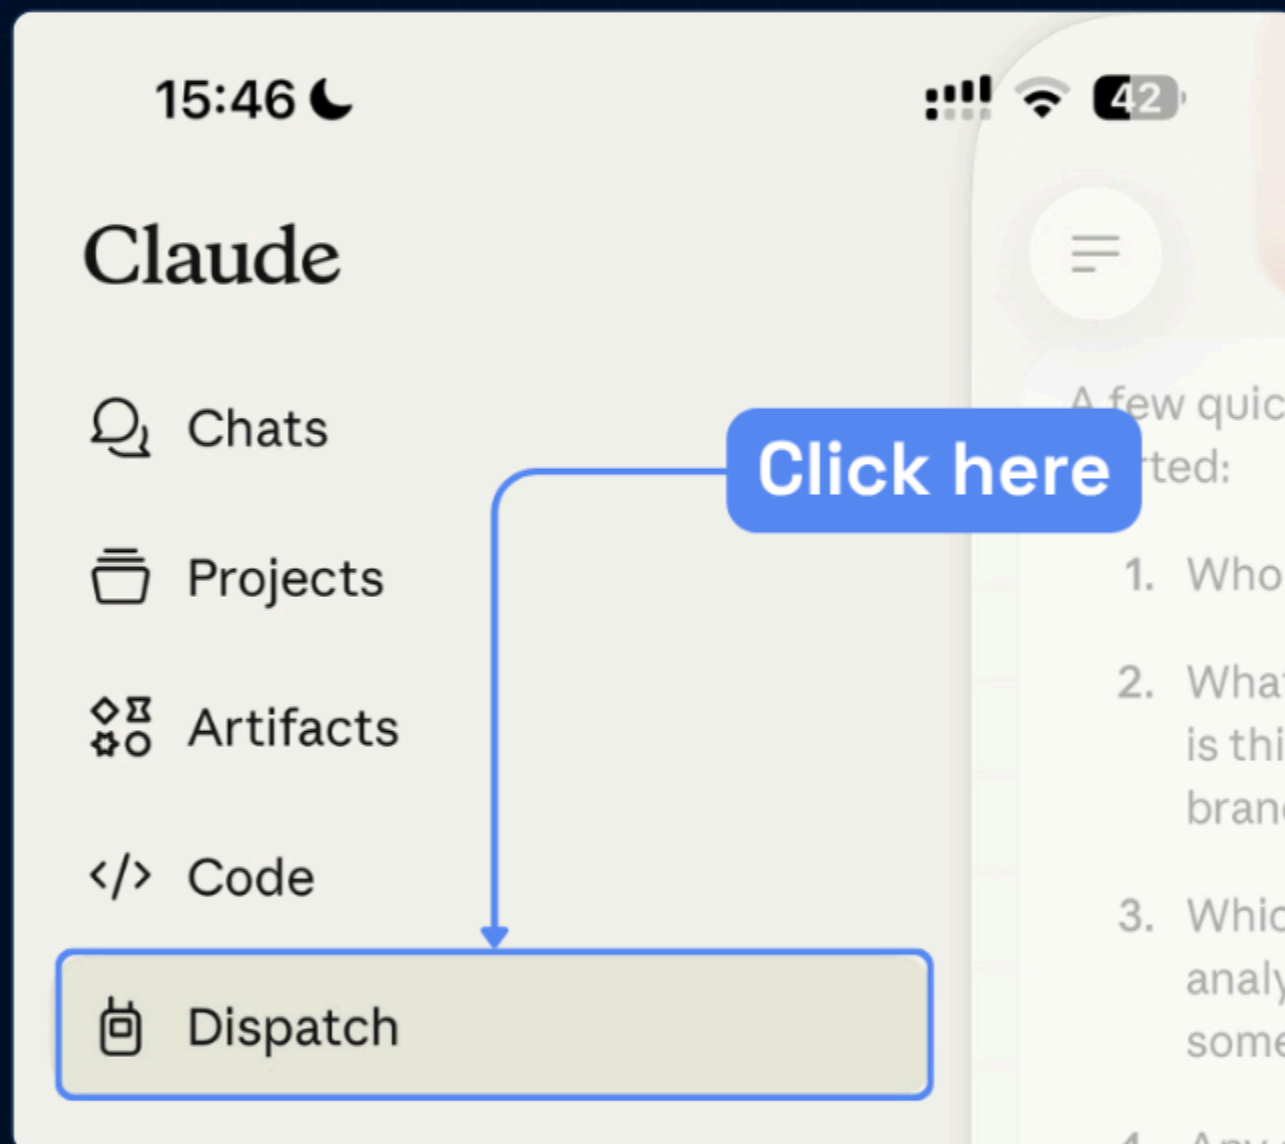 15:46
42
Claude
Chats
Projects
Artifacts
Code
Dispatch
Click here
A few quic
rted:
1. Who
2. What
is thi
bran
3. Whic
analy
some